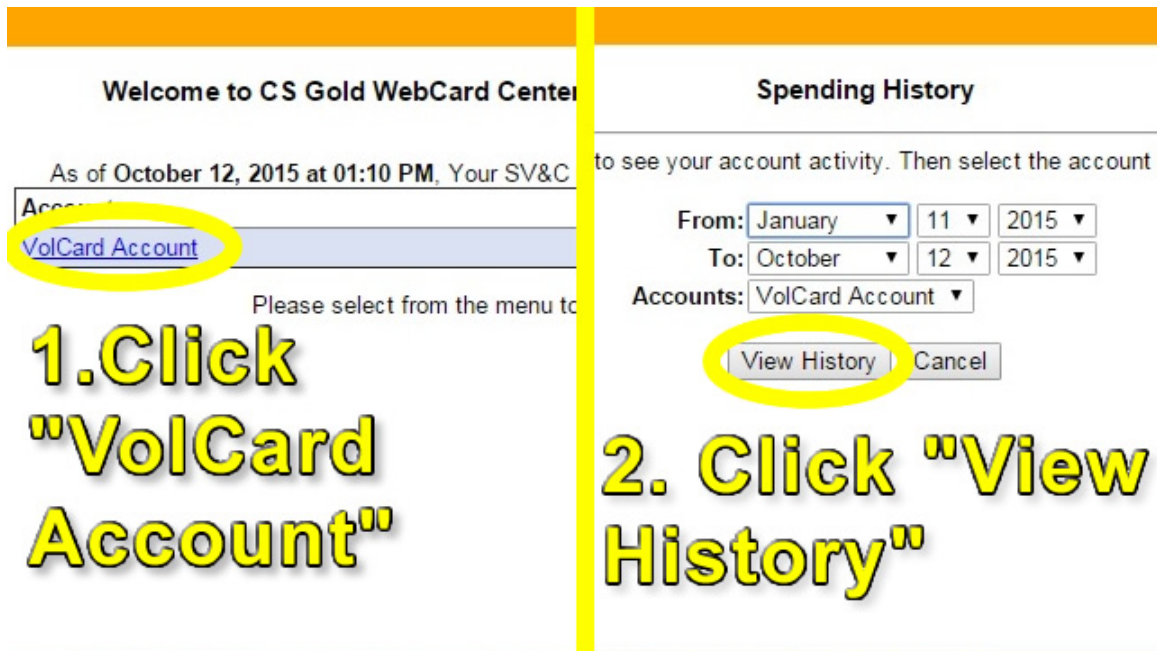 Welcome to CS Gold WebCard Center
As of October 12, 2015 at 01:10 PM, Your SV&C
VolCard Account
Please select from the menu to
1.Click
"VolCard
Account"
Spending History
to see your account activity. Then select the account
From: January 11 2015
To: October 12 2015
Accounts: VolCard Account
View History Cancel
2. Click "View
History"